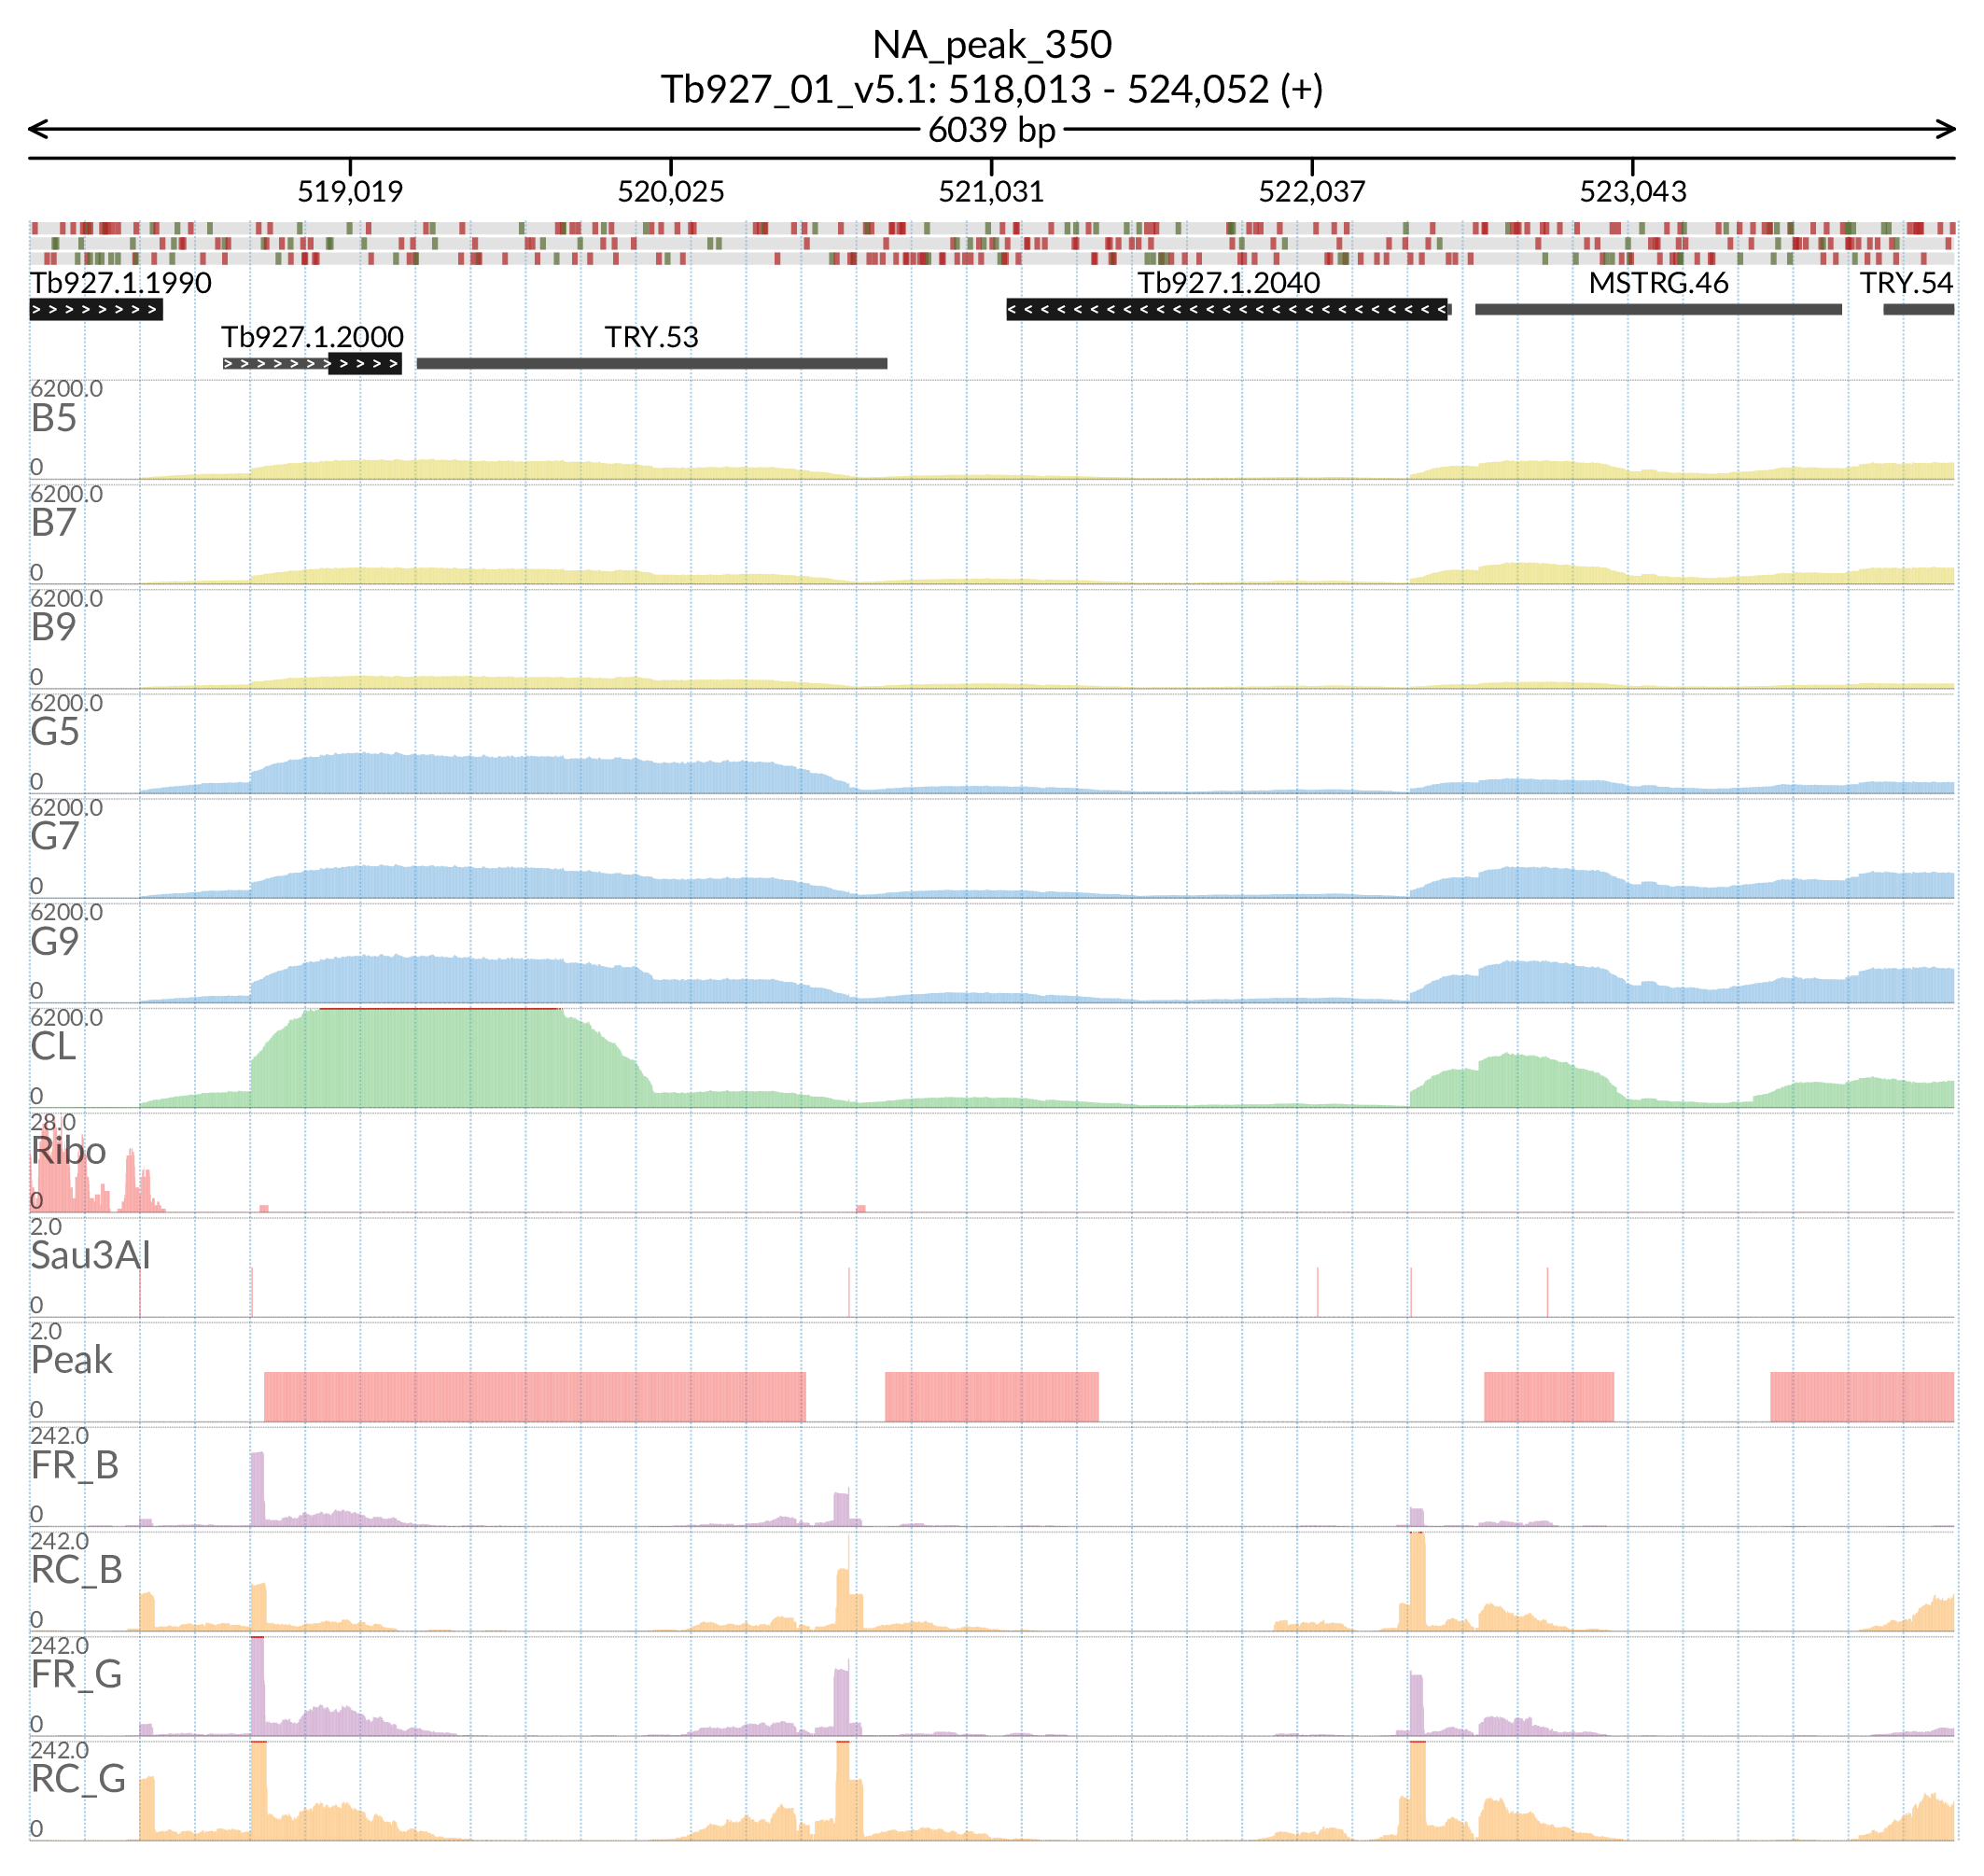 NA_peak_350
Tb927_01_v5.1: 518,013 - 524,052 (+)
6039 bp
519,019 520,025 521,031 522,037 523,043
Tb927.1.1990 Tb927.1.2040 MSTRG.46 TRY.54
Tb927.1.2000 TRY.53
6200.0
B5
0
6200.0
B7
0
6200.0
B9
0
6200.0
G5
0
6200.0
G7
0
6200.0
G9
0
6200.0
CL
0
28.0
Ribo
0
2.0
Sau3AI
0
2.0
Peak
0
242.0
FR_B
0
242.0
RC_B
0
242.0
FR_G
0
242.0
RC_G
0